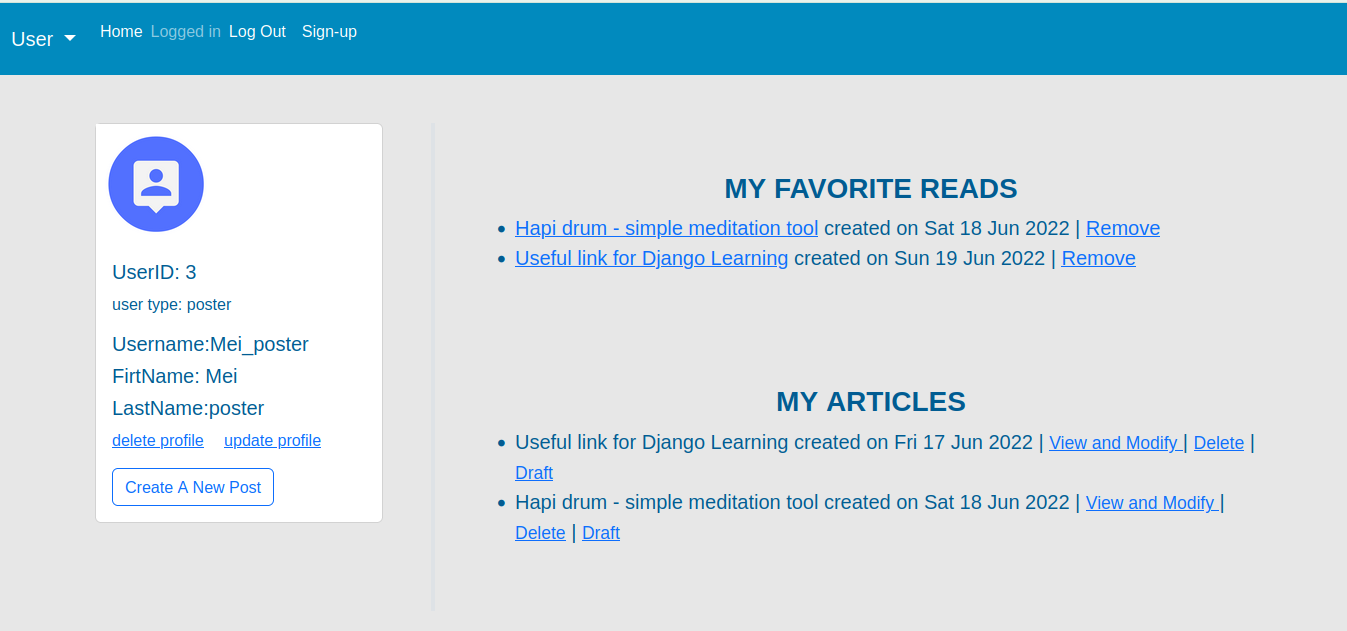 User
Home Logged in Log Out Sign-up
UserID: 3
user type: poster
Username:Mei_poster
FirtName: Mei
LastName:poster
delete profile update profile
Create A New Post
MY FAVORITE READS
Hapi drum - simple meditation tool created on Sat 18 Jun 2022 | Remove
Useful link for Django Learning created on Sun 19 Jun 2022 | Remove
MY ARTICLES
Useful link for Django Learning created on Fri 17 Jun 2022 | View and Modify | Delete |
Draft
Hapi drum - simple meditation tool created on Sat 18 Jun 2022 | View and Modify |
Delete | Draft